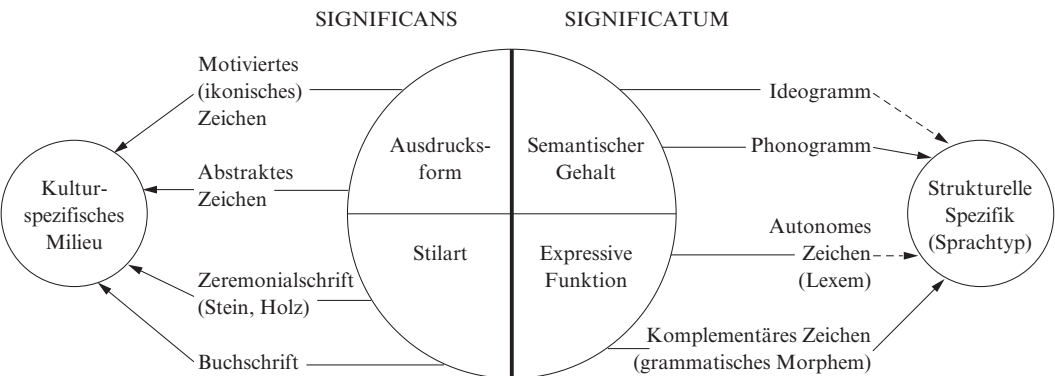 SIGNIFICANS
SIGNIFICATUM
Motiviertes
(ikonisches)
Zeichen
Abstraktes
Zeichen
Zeremonialschrift
(Stein, Holz)
Buchschrift
Kultur-
spezifisches
Milieu
Ausdrucks-
form
Stilart
Semantischer
Gehalt
Expressive
Funktion
Ideogramm
Phonogramm
Autonomes
Zeichen
(Lexem)
Komplementäres Zeichen
(grammatisches Morphem)
Strukturelle
Spezifik
(Sprachtyp)